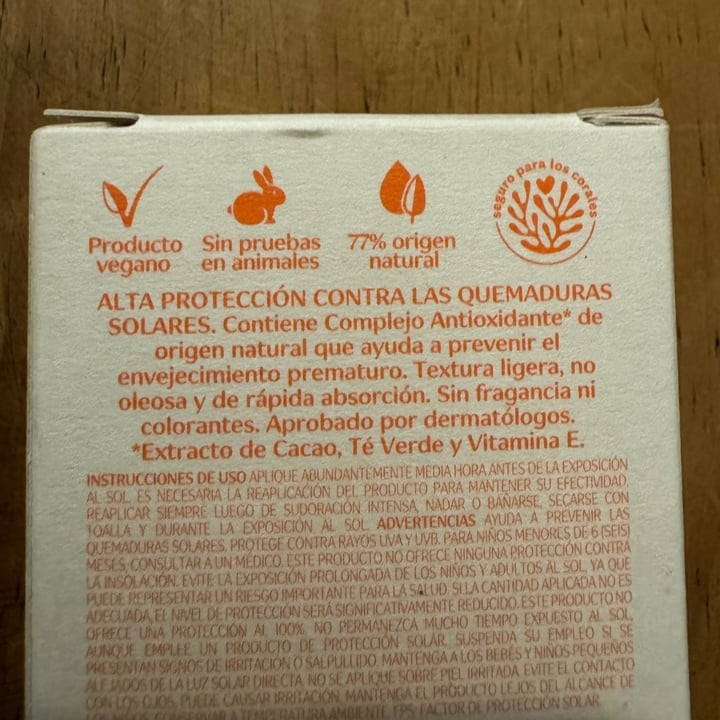 Producto
vegano
Sin pruebas
en animales
77% origen
natural
seguro para los corales
ALTA PROTECCIÓN CONTRA LAS QUEMADURAS
SOLARES. Contiene Complejo Antioxidante* de
origen natural que ayuda a prevenir el
envejecimiento prematuro. Textura ligera, no
oleosa y de rápida absorción. Sin fragancia ni
colorantes. Aprobado por dermatólogos.
*Extracto de Cacao, Té Verde y Vitamina E.
INSTRUCCIONES DE USO APLIQUE ABUNDANTEMENTE MEDIA HORA ANTES DE LA EXPOSICIÓN
AL SOL. ES NECESARIA LA REAPLICACIÓN DEL PRODUCTO PARA MANTENER SU EFECTIVIDAD.
REAPLICAR SIEMPRE LUEGO DE SUDORACIÓN INTENSA, NADAR O BAÑARSE, SECARSE CON
TOALLA Y DURANTE LA EXPOSICIÓN AL SOL. ADVERTENCIAS AYUDA A PREVENIR LAS
QUEMADURAS SOLARES. PROTEGE CONTRA RAYOS UVA Y UVB. PARA NIÑOS MENORES DE 6 (SEIS)
MESES, CONSULTAR A UN MÉDICO. ESTE PRODUCTO NO OFRECE NINGUNA PROTECCIÓN CONTRA
LA INSOLACIÓN. EVITE LA EXPOSICIÓN PROLONGADA DE LOS NIÑOS Y ADULTOS AL SOL, YA QUE
PUEDE REPRESENTAR UN RIESGO IMPORTANTE PARA LA SALUD. SI LA CANTIDAD APLICADA NO ES
ADECUADA, EL NIVEL DE PROTECCIÓN SERÁ SIGNIFICATIVAMENTE REDUCIDO. ESTE PRODUCTO NO
OFRECE UNA PROTECCIÓN AL 100%. NO PERMANEZCA MUCHO TIEMPO EXPUESTO AL SOL,
AUNQUE EMPLEE UN PRODUCTO DE PROTECCIÓN SOLAR. SUSPENDA SU EMPLEO SI SE
PRESENTAN SIGNOS DE IRRITACIÓN O SALPULLIDO. MANTENGA A LOS BEBÉS Y NIÑOS PEQUEÑOS
ALEJADOS DE LA LUZ SOLAR DIRECTA. NO SE APLIQUE SOBRE PIEL IRRITADA. EVITE EL CONTACTO
CON LOS OJOS. PUEDE CAUSAR IRRITACIÓN. MANTENGA EL PRODUCTO LEJOS DEL ALCANCE DE
LOS NIÑOS. CONSERVAR A TEMPERATURA AMBIENTE. FPS: FACTOR DE PROTECCIÓN SOLAR.